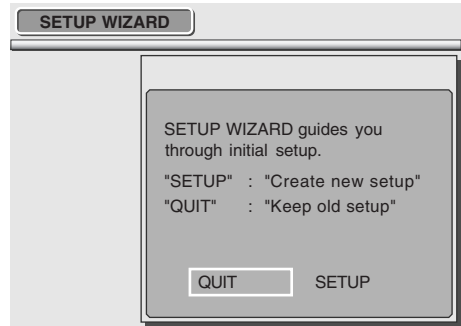 SETUP WIZARD
SETUP WIZARD guides you
through initial setup.
"SETUP" : "Create new setup"
"QUIT" : "Keep old setup"
QUIT SETUP